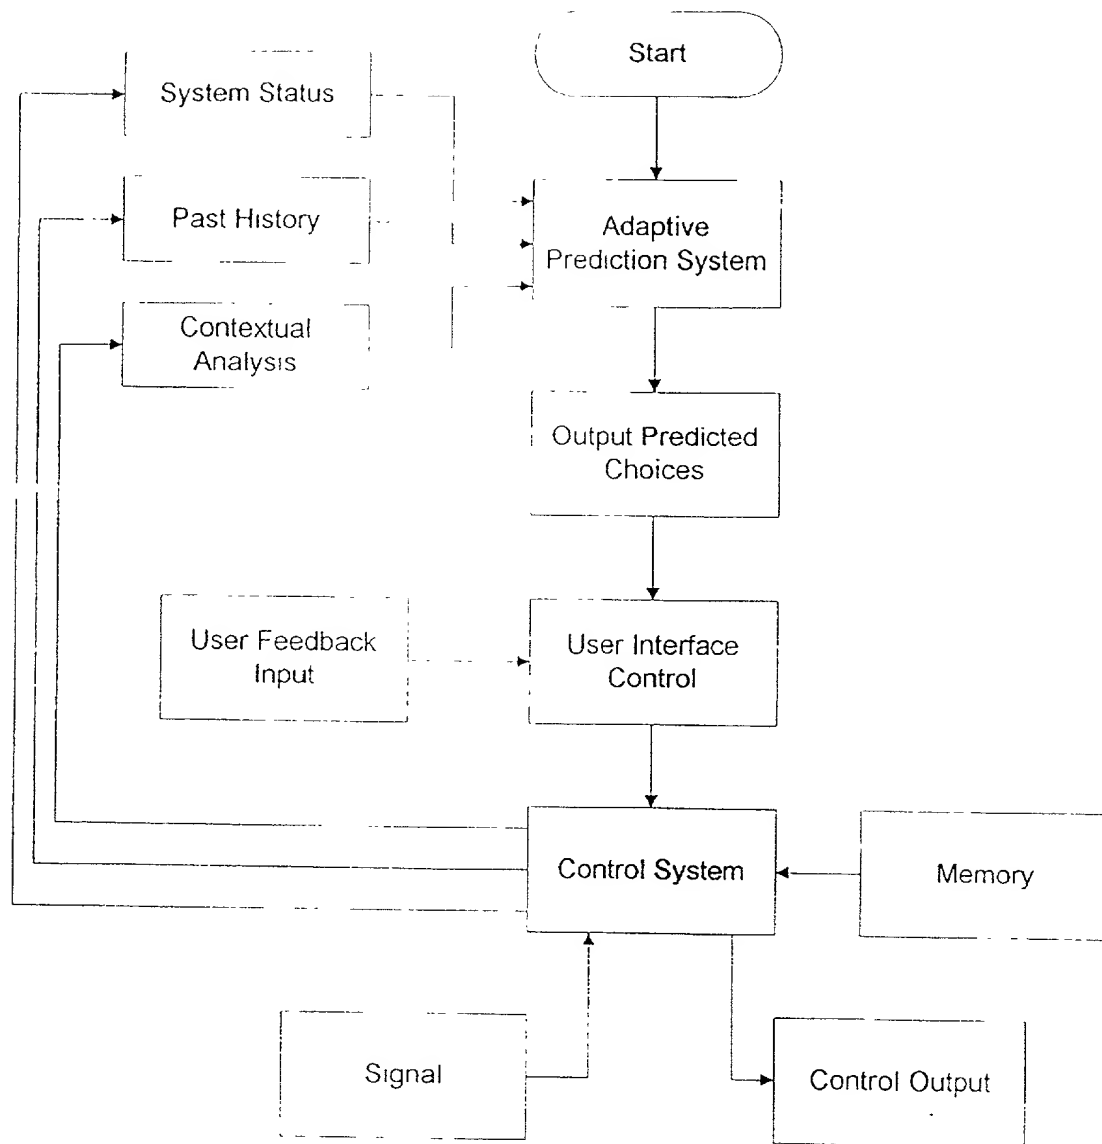 Start
System Status
Past History
Adaptive
Prediction System
Contextual
Analysis
Output Predicted
Choices
User Feedback
Input
User Interface
Control
Control System
Memory
Signal
Control Output